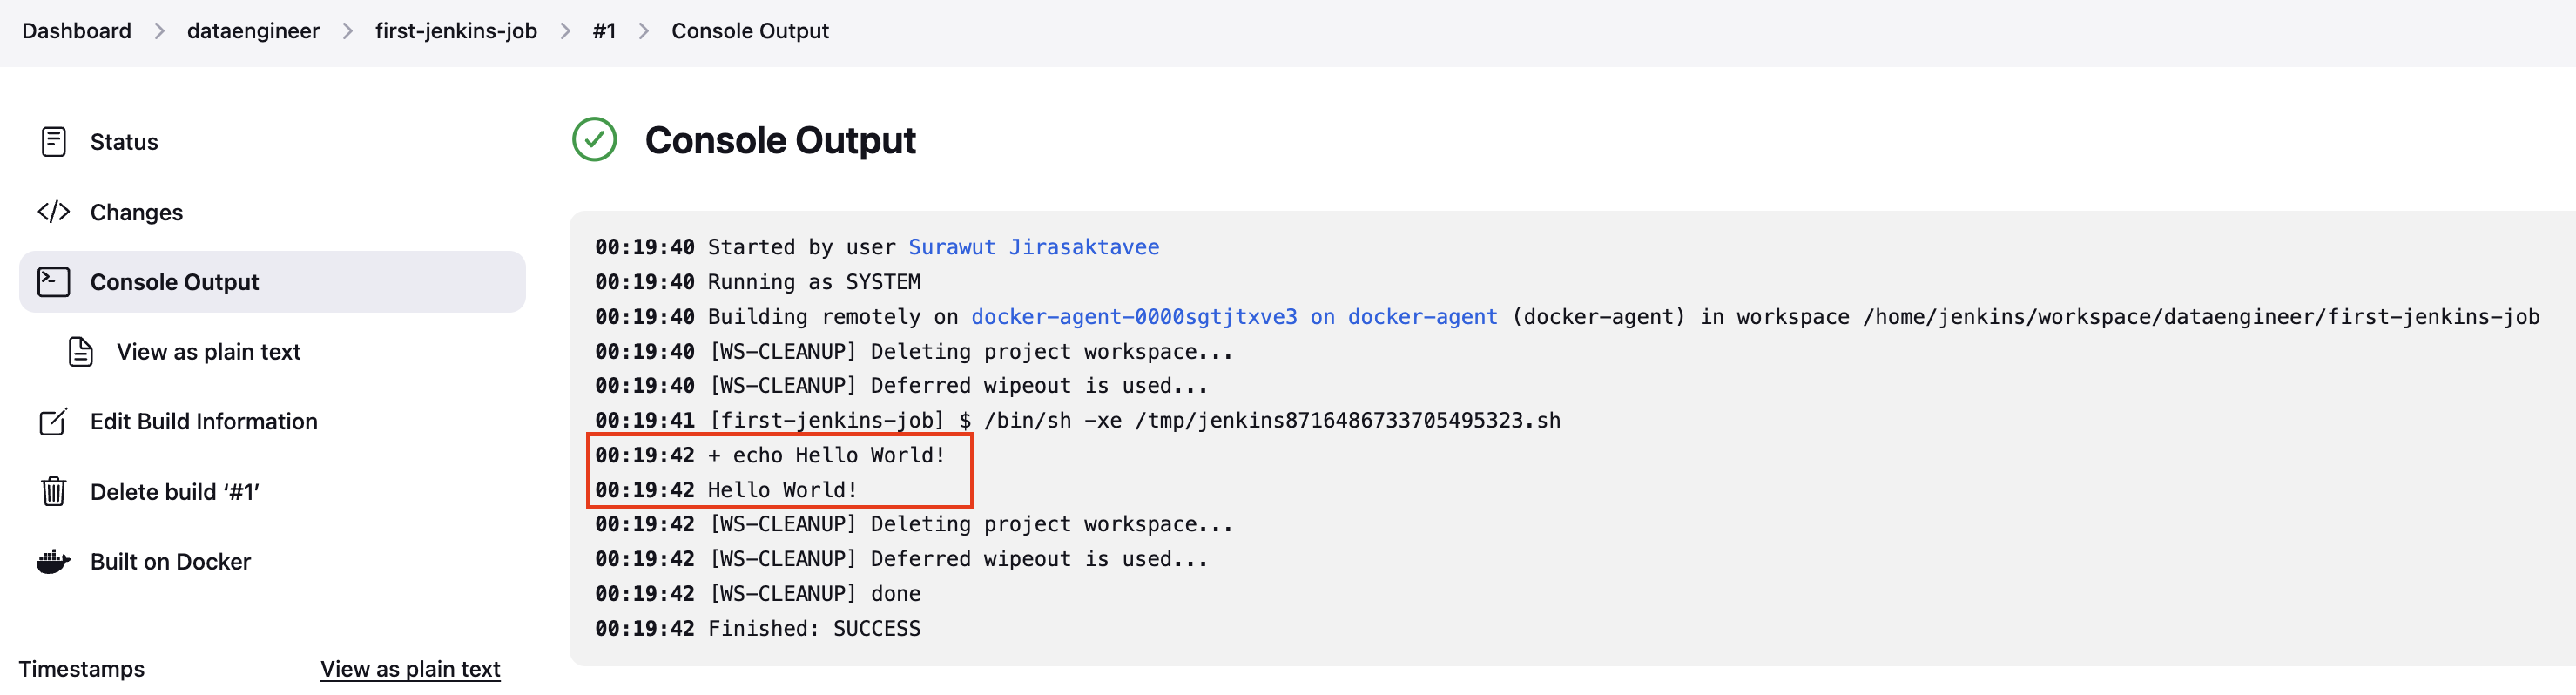 Dashboard > dataengineer > first-jenkins-job > #1 > Console Output
Status
Changes
Console Output
View as plain text
Edit Build Information
Delete build ‘#1’
Built on Docker
Timestamps
View as plain text
Console Output
00:19:40 Started by user Surawut Jirasaktavee
00:19:40 Running as SYSTEM
00:19:40 Building remotely on docker-agent-0000sgtjtxve3 on docker-agent (docker-agent) in workspace /home/jenkins/workspace/dataengineer/first-jenkins-job
00:19:40 [WS-CLEANUP] Deleting project workspace...
00:19:40 [WS-CLEANUP] Deferred wipeout is used...
00:19:41 [first-jenkins-job] $ /bin/sh -xe /tmp/jenkins8716486733705495323.sh
00:19:42 + echo Hello World!
00:19:42 Hello World!
00:19:42 [WS-CLEANUP] Deleting project workspace...
00:19:42 [WS-CLEANUP] Deferred wipeout is used...
00:19:42 [WS-CLEANUP] done
00:19:42 Finished: SUCCESS